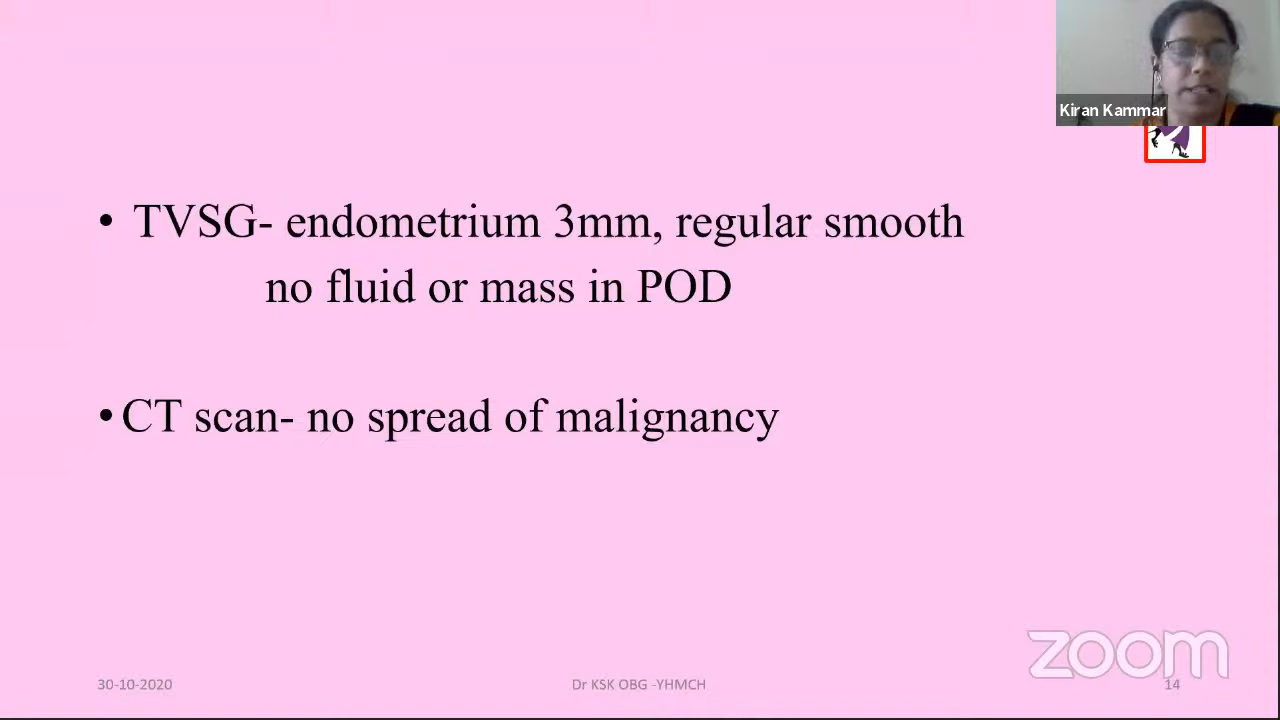 Kiran Kammar
• TVSG- endometrium 3mm, regular smooth
no fluid or mass in POD
• CT scan- no spread of malignancy
zoom
30-10-2020
Dr KSK OBG -YHMCH
14